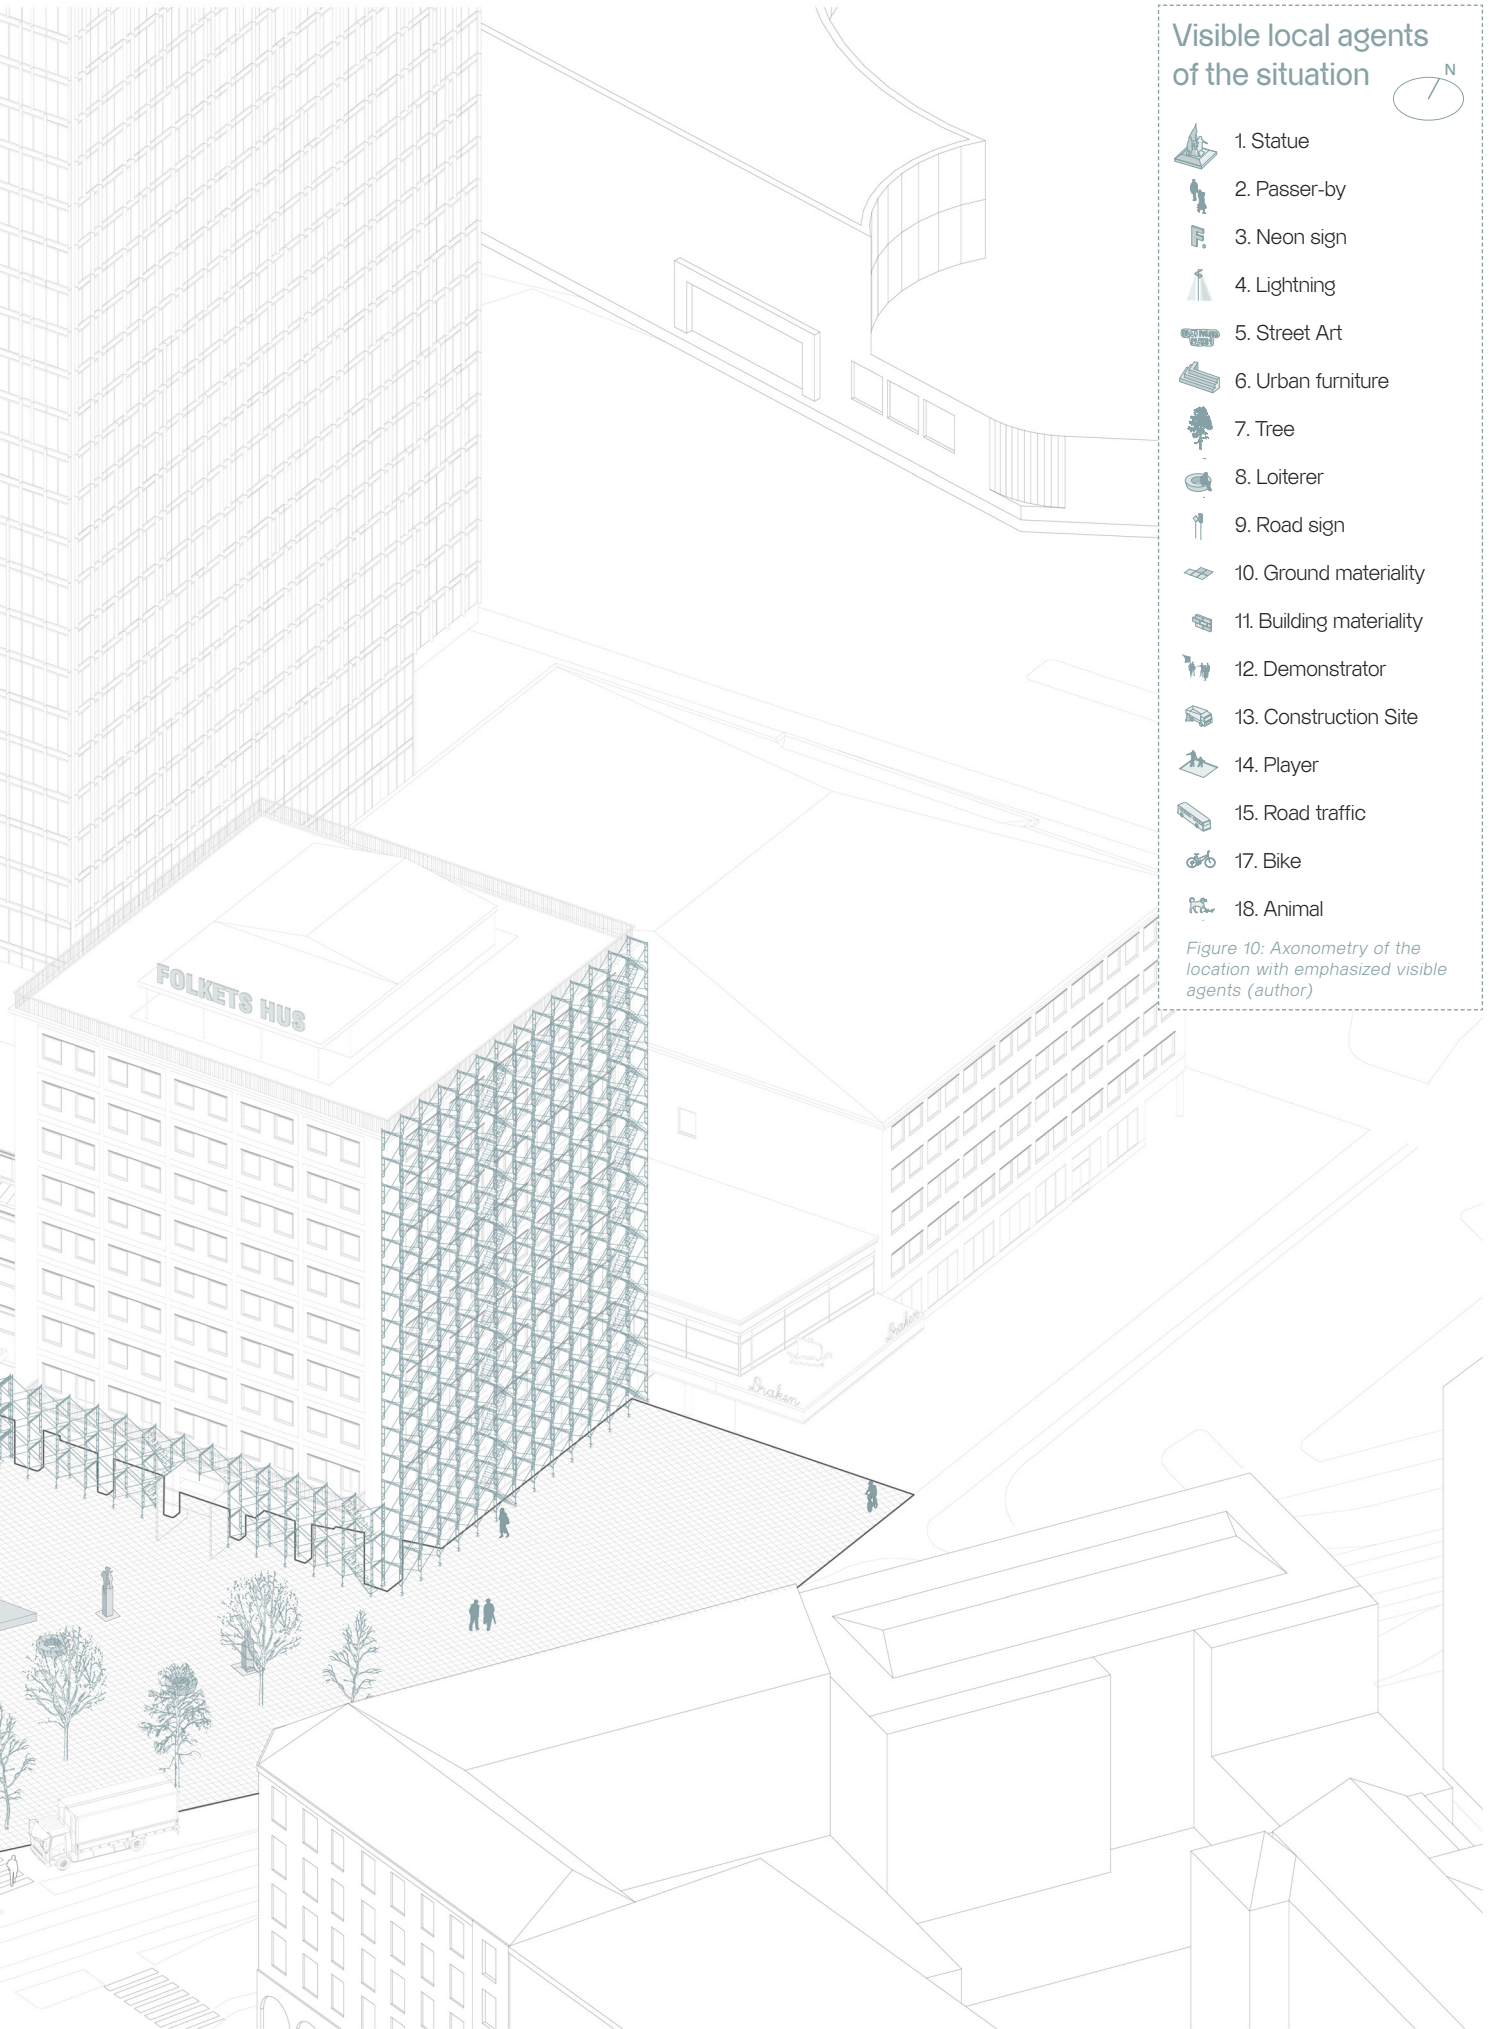 Visible local agents
of the situation
N
1. Statue
2. Passer-by
F.
3. Neon sign
4. Lightning
5. Street Art
6. Urban furniture
7. Tree
8. Loiterer
9. Road sign
10. Ground materiality
11. Building materiality
12. Demonstrator
13. Construction Site
14. Player
15. Road traffic
17. Bike
18. Animal
Figure 10: Axonometry of the
location with emphasized visible
agents (author)
FOLKETS HUS
Draken
Draken